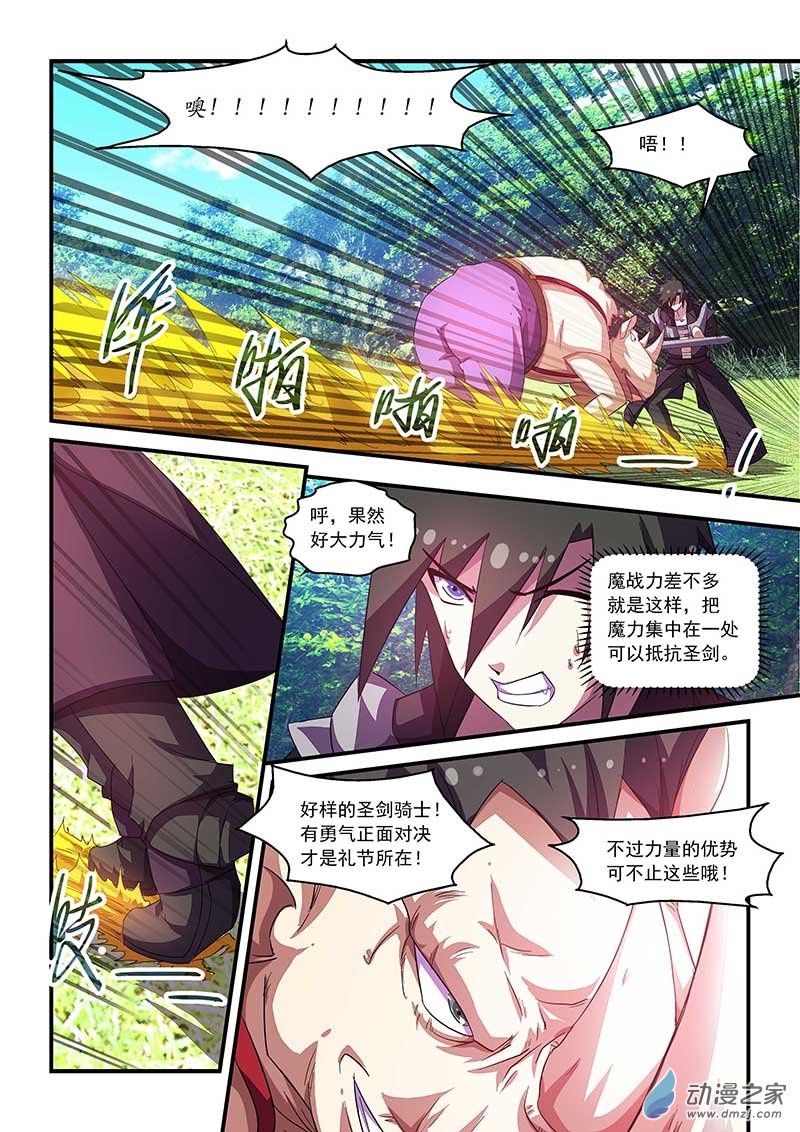 噢！！！！！！！！！！
唔！！
啪
啪
啪
呼，果然
好大力气！
魔战力差不多
就是这样，把
魔力集中在一处
可以抵抗圣剑。
好样的圣剑骑士！
有勇气正面对决
才是礼节所在！
不过力量的优势
可不止这些哦！
吱
动漫之家
www.dmzj.com